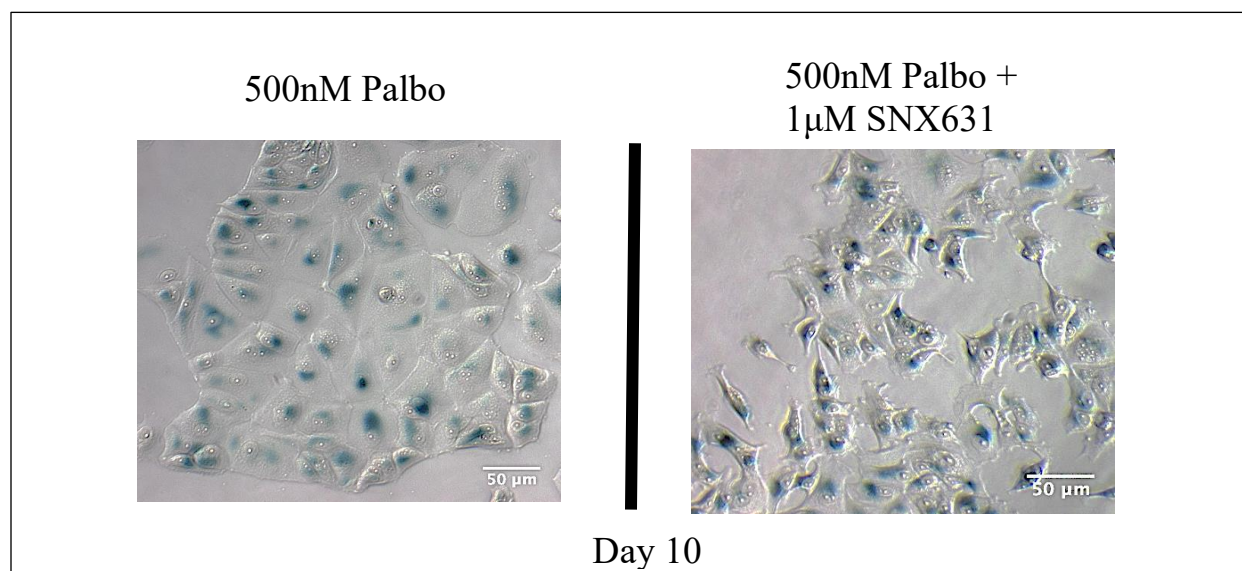 500nM Palbo
500nM Palbo +
1μM SNX631
50 μm
50 μm
Day 10